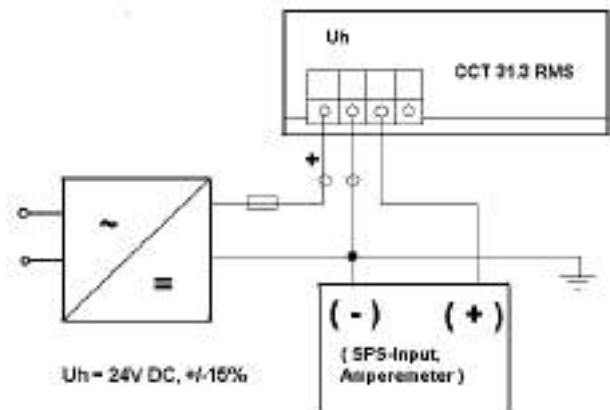 Uh
CCT 31.3 RMS
+
~
=
(-) (+)
( SPS-Input,
Amperemeter )
Uh = 24V DC, +/-15%